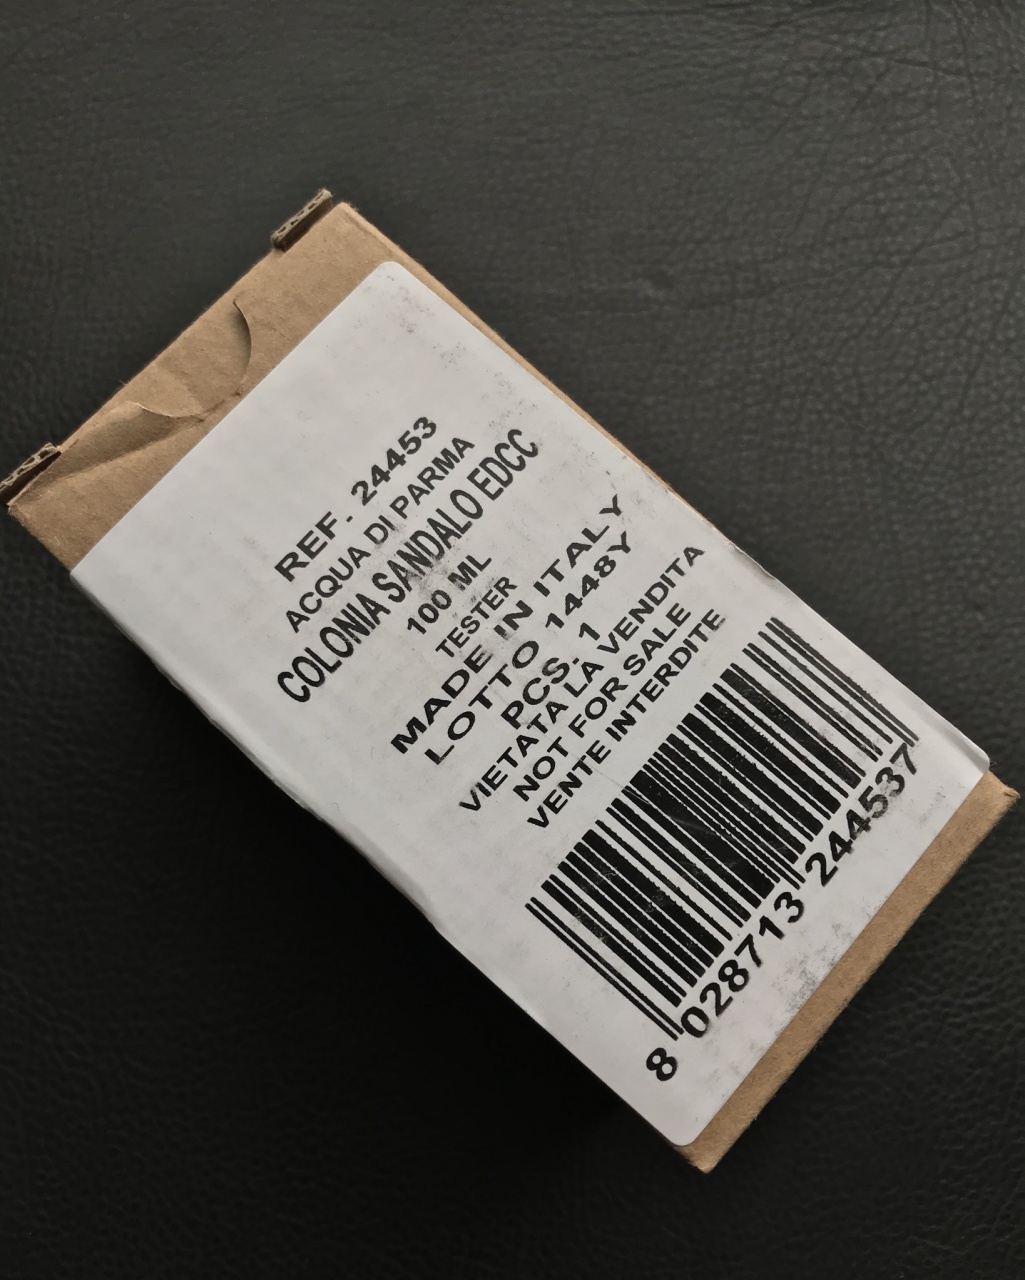 REF. 24453
ACQUA DI PARMA
COLONIA SANDALO EDCC
100 ML
TESTER
MADE IN ITALY
LOTTO 1448Y
PCS. 1
VIETATA LA VENDITA
NOT FOR SALE
VENTE INTERDITE
8 028713 244537